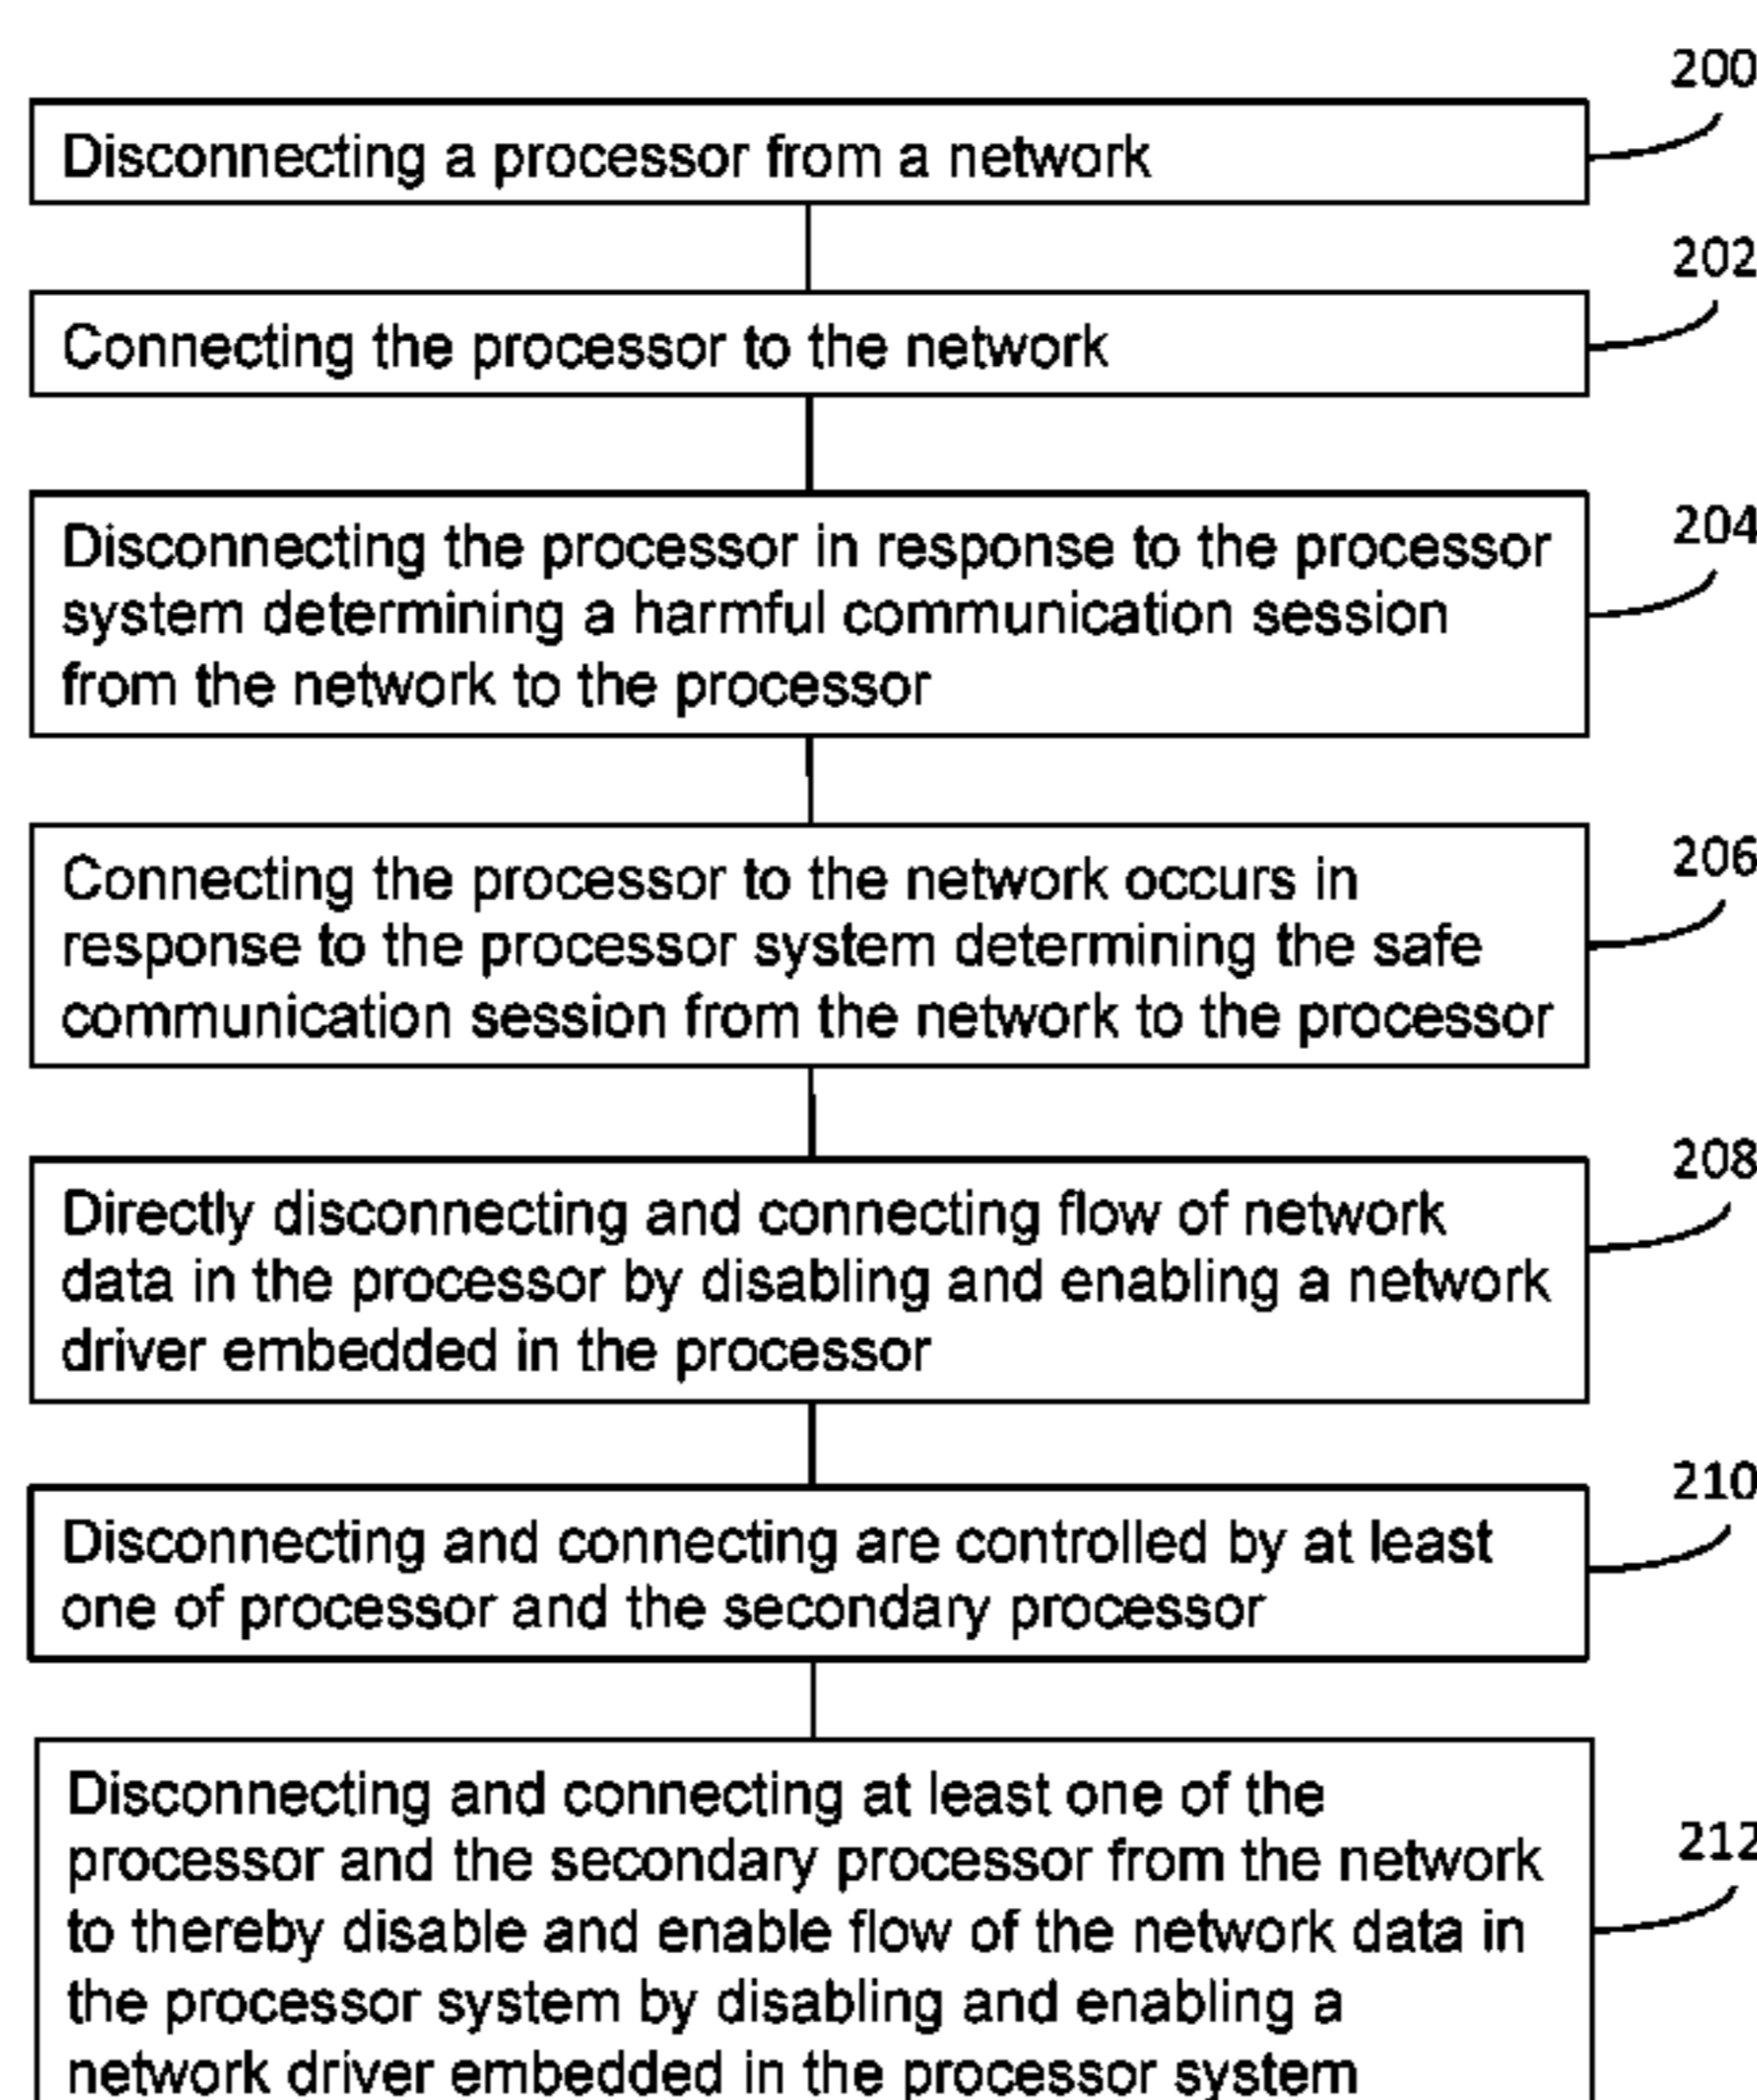 200
Disconnecting a processor from a network
202
Connecting the processor to the network
204
Disconnecting the processor in response to the processor
system determining a harmful communication session
from the network to the processor
206
Connecting the processor to the network occurs in
response to the processor system determining the safe
communication session from the network to the processor
208
Directly disconnecting and connecting flow of network
data in the processor by disabling and enabling a network
driver embedded in the processor
210
Disconnecting and connecting are controlled by at least
one of processor and the secondary processor
212
Disconnecting and connecting at least one of the
processor and the secondary processor from the network
to thereby disable and enable flow of the network data in
the processor system by disabling and enabling a
network driver embedded in the processor system